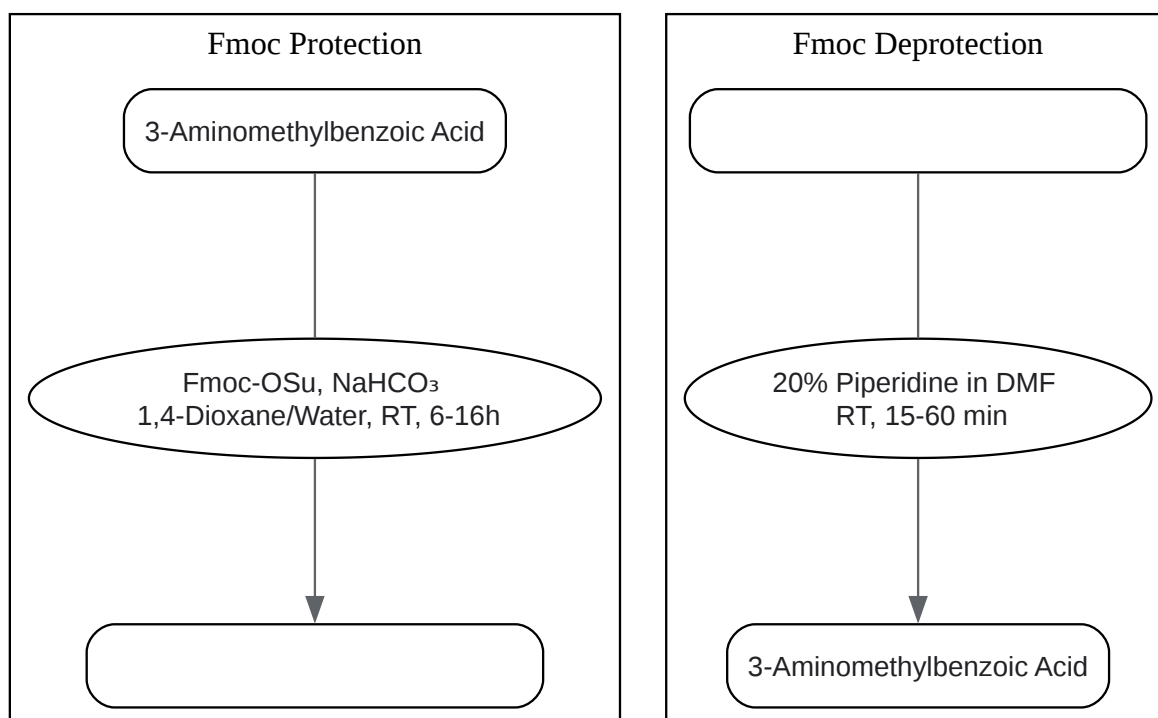 Fmoc Protection
3-Aminomethylbenzoic Acid
Fmoc-OSu, NaHCO₃
1,4-Dioxane/Water, RT, 6-16h
Fmoc Deprotection
20% Piperidine in DMF
RT, 15-60 min
3-Aminomethylbenzoic Acid